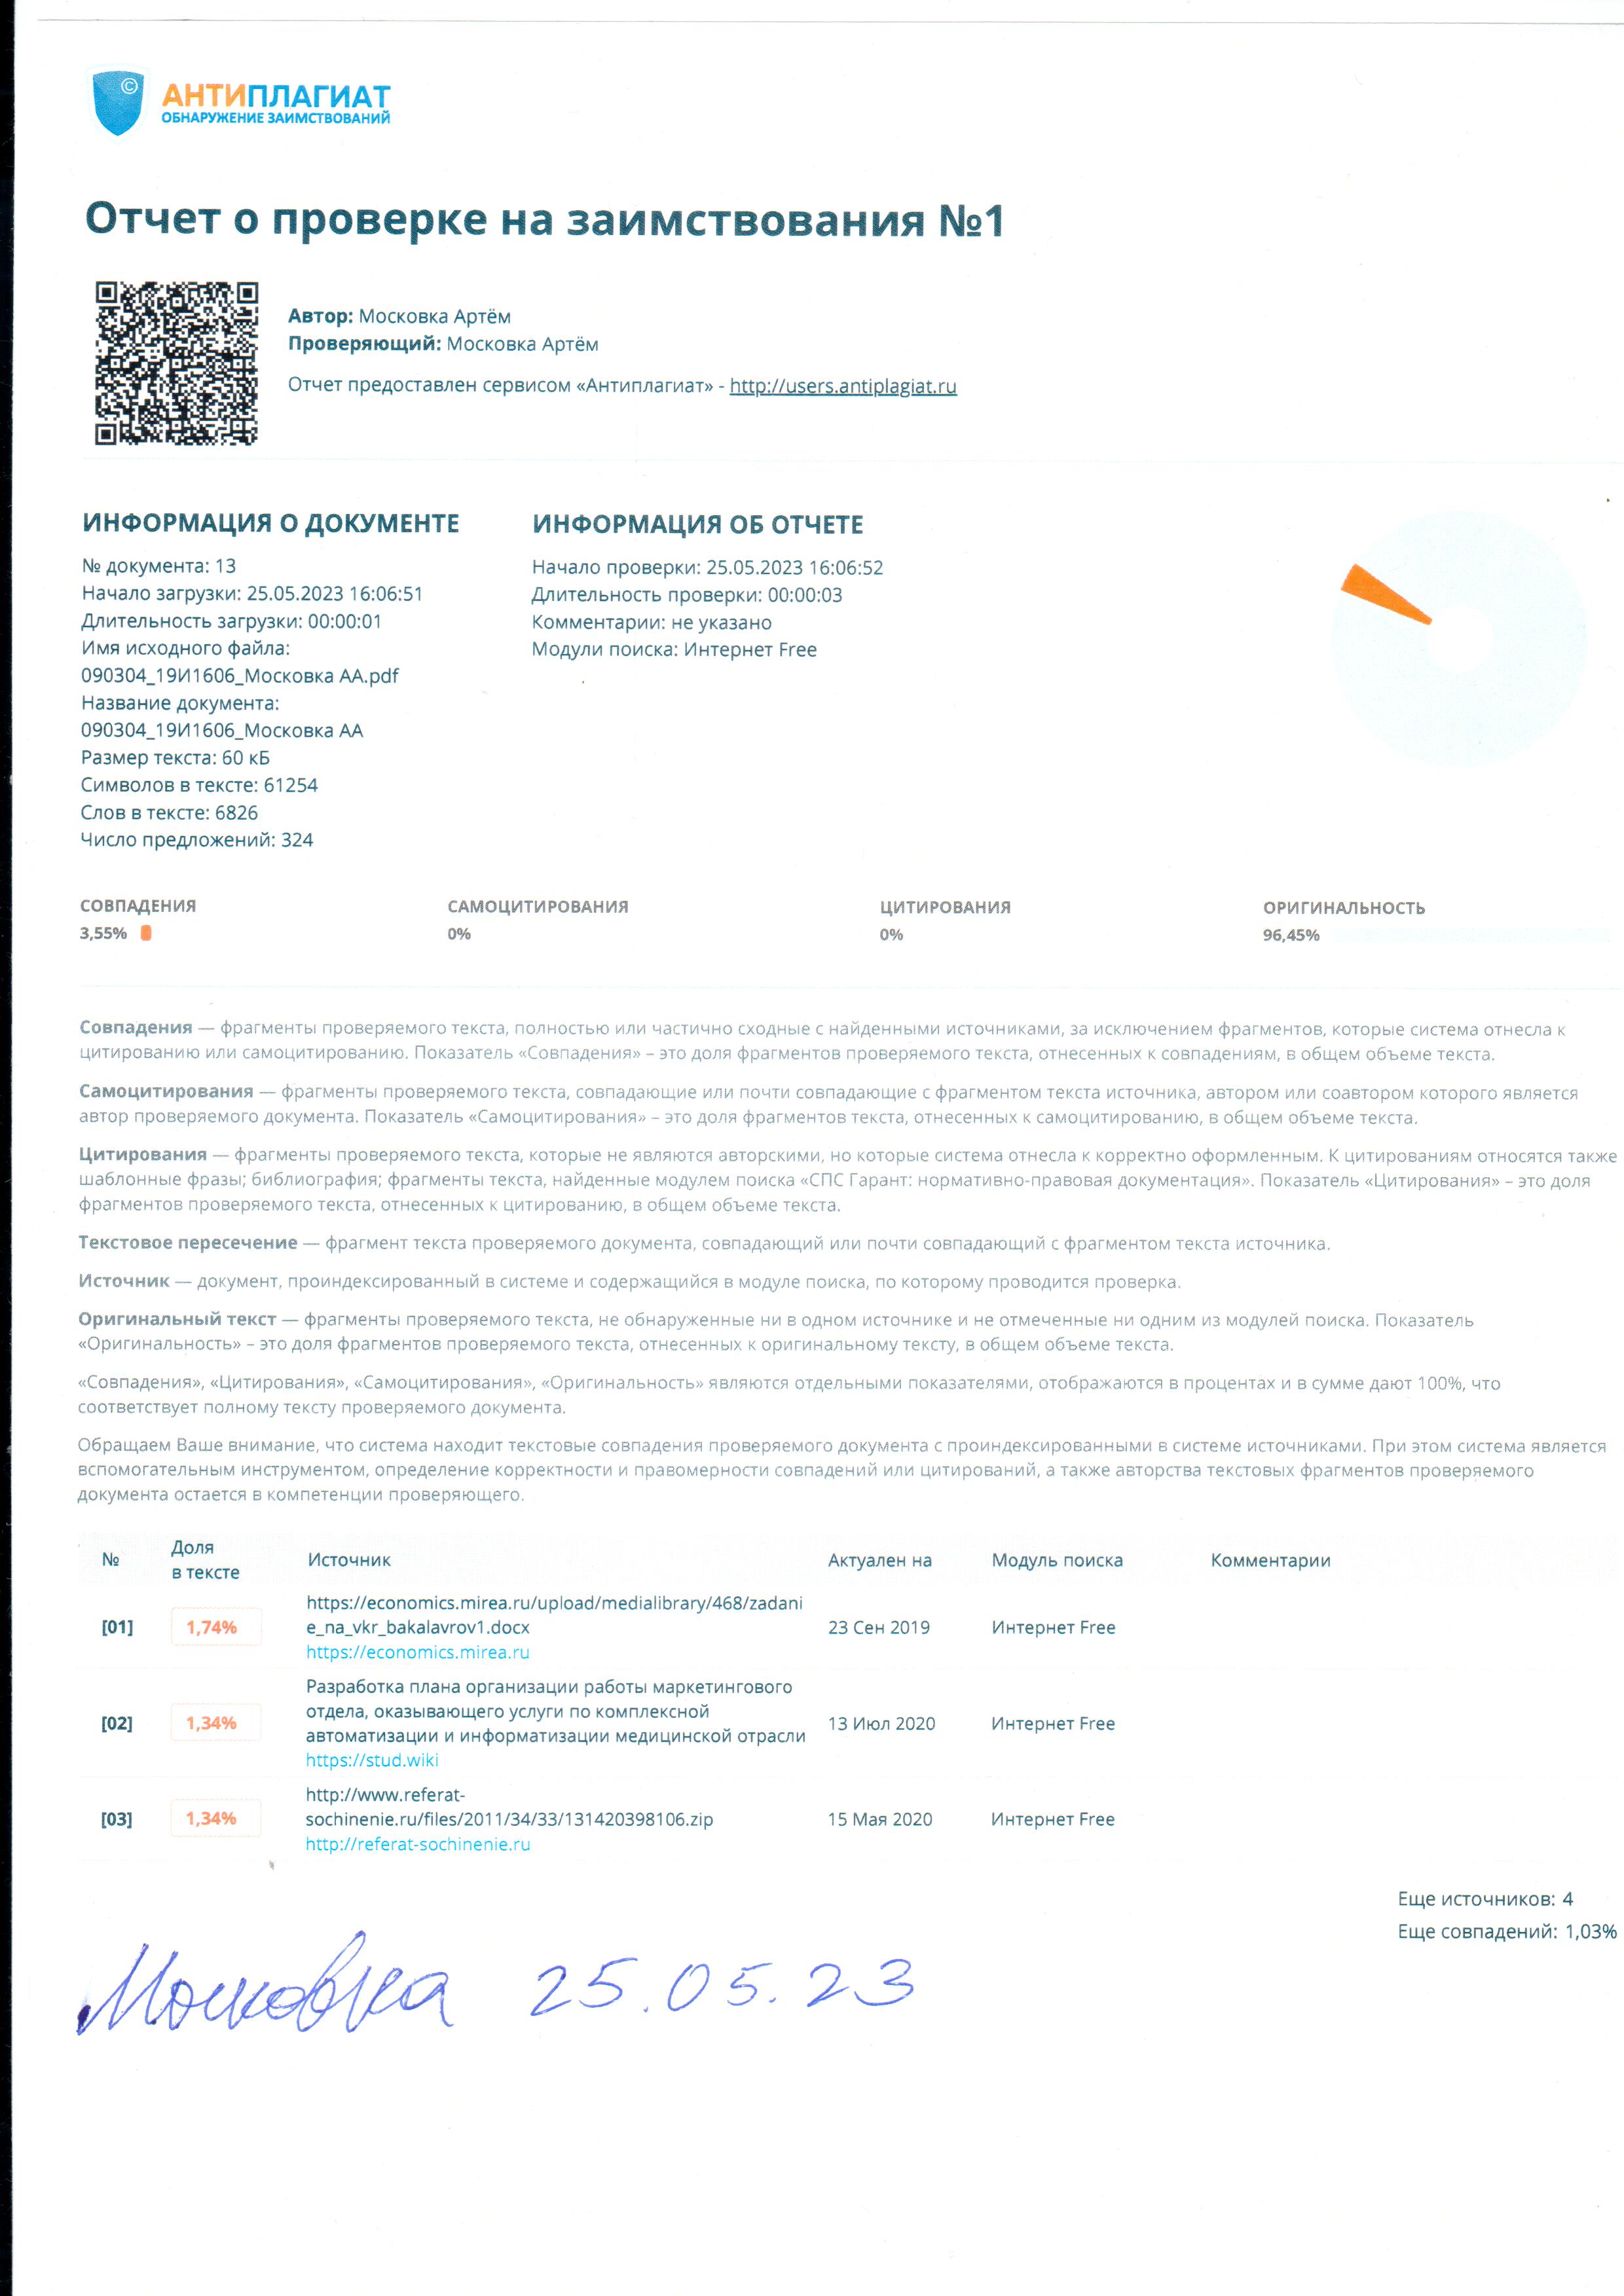 ©
АНТИПЛАГИАТ
ОБНАРУЖЕНИЕ ЗАИМСТВОВАНИЙ
Отчет о проверке на заимствования №1
Автор: Московка Артём
Проверяющий: Московка Артём
Отчет предоставлен сервисом «Антиплагиат» - http://users.antiplagiat.ru
ИНФОРМАЦИЯ О ДОКУМЕНТЕ
№ документа: 13
Начало загрузки: 25.05.2023 16:06:51
Длительность загрузки: 00:00:01
Имя исходного файла:
090304_19И1606_Московка АА.pdf
Название документа:
090304_19И1606_Московка АА
Размер текста: 60 кБ
Символов в тексте: 61254
Слов в тексте: 6826
Число предложений: 324
ИНФОРМАЦИЯ ОБ ОТЧЕТЕ
Начало проверки: 25.05.2023 16:06:52
Длительность проверки: 00:00:03
Комментарии: не указано
Модули поиска: Интернет Free
СОВПАДЕНИЯ
3,55%
САМОЦИТИРОВАНИЯ
0%
ЦИТИРОВАНИЯ
0%
ОРИГИНАЛЬНОСТЬ
96,45%
Совпадения — фрагменты проверяемого текста, полностью или частично сходные с найденными источниками, за исключением фрагментов, которые система отнесла к
цитированию или самоцитированию. Показатель «Совпадения» – это доля фрагментов проверяемого текста, отнесенных к совпадениям, в общем объеме текста.
Самоцитирования — фрагменты проверяемого текста, совпадающие или почти совпадающие с фрагментом текста источника, автором или соавтором которого является
автор проверяемого документа. Показатель «Самоцитирования» – это доля фрагментов текста, отнесенных к самоцитированию, в общем объеме текста.
Цитирования — фрагменты проверяемого текста, которые не являются авторскими, но которые система отнесла к корректно оформленным. К цитированиям относятся также
шаблонные фразы; библиография; фрагменты текста, найденные модулем поиска «СПС Гарант: нормативно-правовая документация». Показатель «Цитирования» – это доля
фрагментов проверяемого текста, отнесенных к цитированию, в общем объеме текста.
Текстовое пересечение — фрагмент текста проверяемого документа, совпадающий или почти совпадающий с фрагментом текста источника.
Источник — документ, проиндексированный в системе и содержащийся в модуле поиска, по которому проводится проверка.
Оригинальный текст — фрагменты проверяемого текста, не обнаруженные ни в одном источнике и не отмеченные ни одним из модулей поиска. Показатель
«Оригинальность» – это доля фрагментов проверяемого текста, отнесенных к оригинальному тексту, в общем объеме текста.
«Совпадения», «Цитирования», «Самоцитирования», «Оригинальность» являются отдельными показателями, отображаются в процентах и в сумме дают 100%, что
соответствует полному тексту проверяемого документа.
Обращаем Ваше внимание, что система находит текстовые совпадения проверяемого документа с проиндексированными в системе источниками. При этом система является
вспомогательным инструментом, определение корректности и правомерности совпадений или цитирований, а также авторства текстовых фрагментов проверяемого
документа остается в компетенции проверяющего.
№
Доля
в тексте
Источник
Актуален на
Модуль поиска
Комментарии
[01]
1,74%
https://economics.mirea.ru/upload/medialibrary/468/zadani
e_na_vkr_bakalavrov1.docx
https://economics.mirea.ru
23 Сен 2019
Интернет Free
[02]
1,34%
Разработка плана организации работы маркетингового
отдела, оказывающего услуги по комплексной
автоматизации и информатизации медицинской отрасли
https://stud.wiki
13 Июл 2020
Интернет Free
[03]
1,34%
http://www.referat-
sochinenie.ru/files/2011/34/33/131420398106.zip
http://referat-sochinenie.ru
15 Мая 2020
Интернет Free
Еще источников: 4
Еще совпадений: 1,03%
Московка 25.05.23